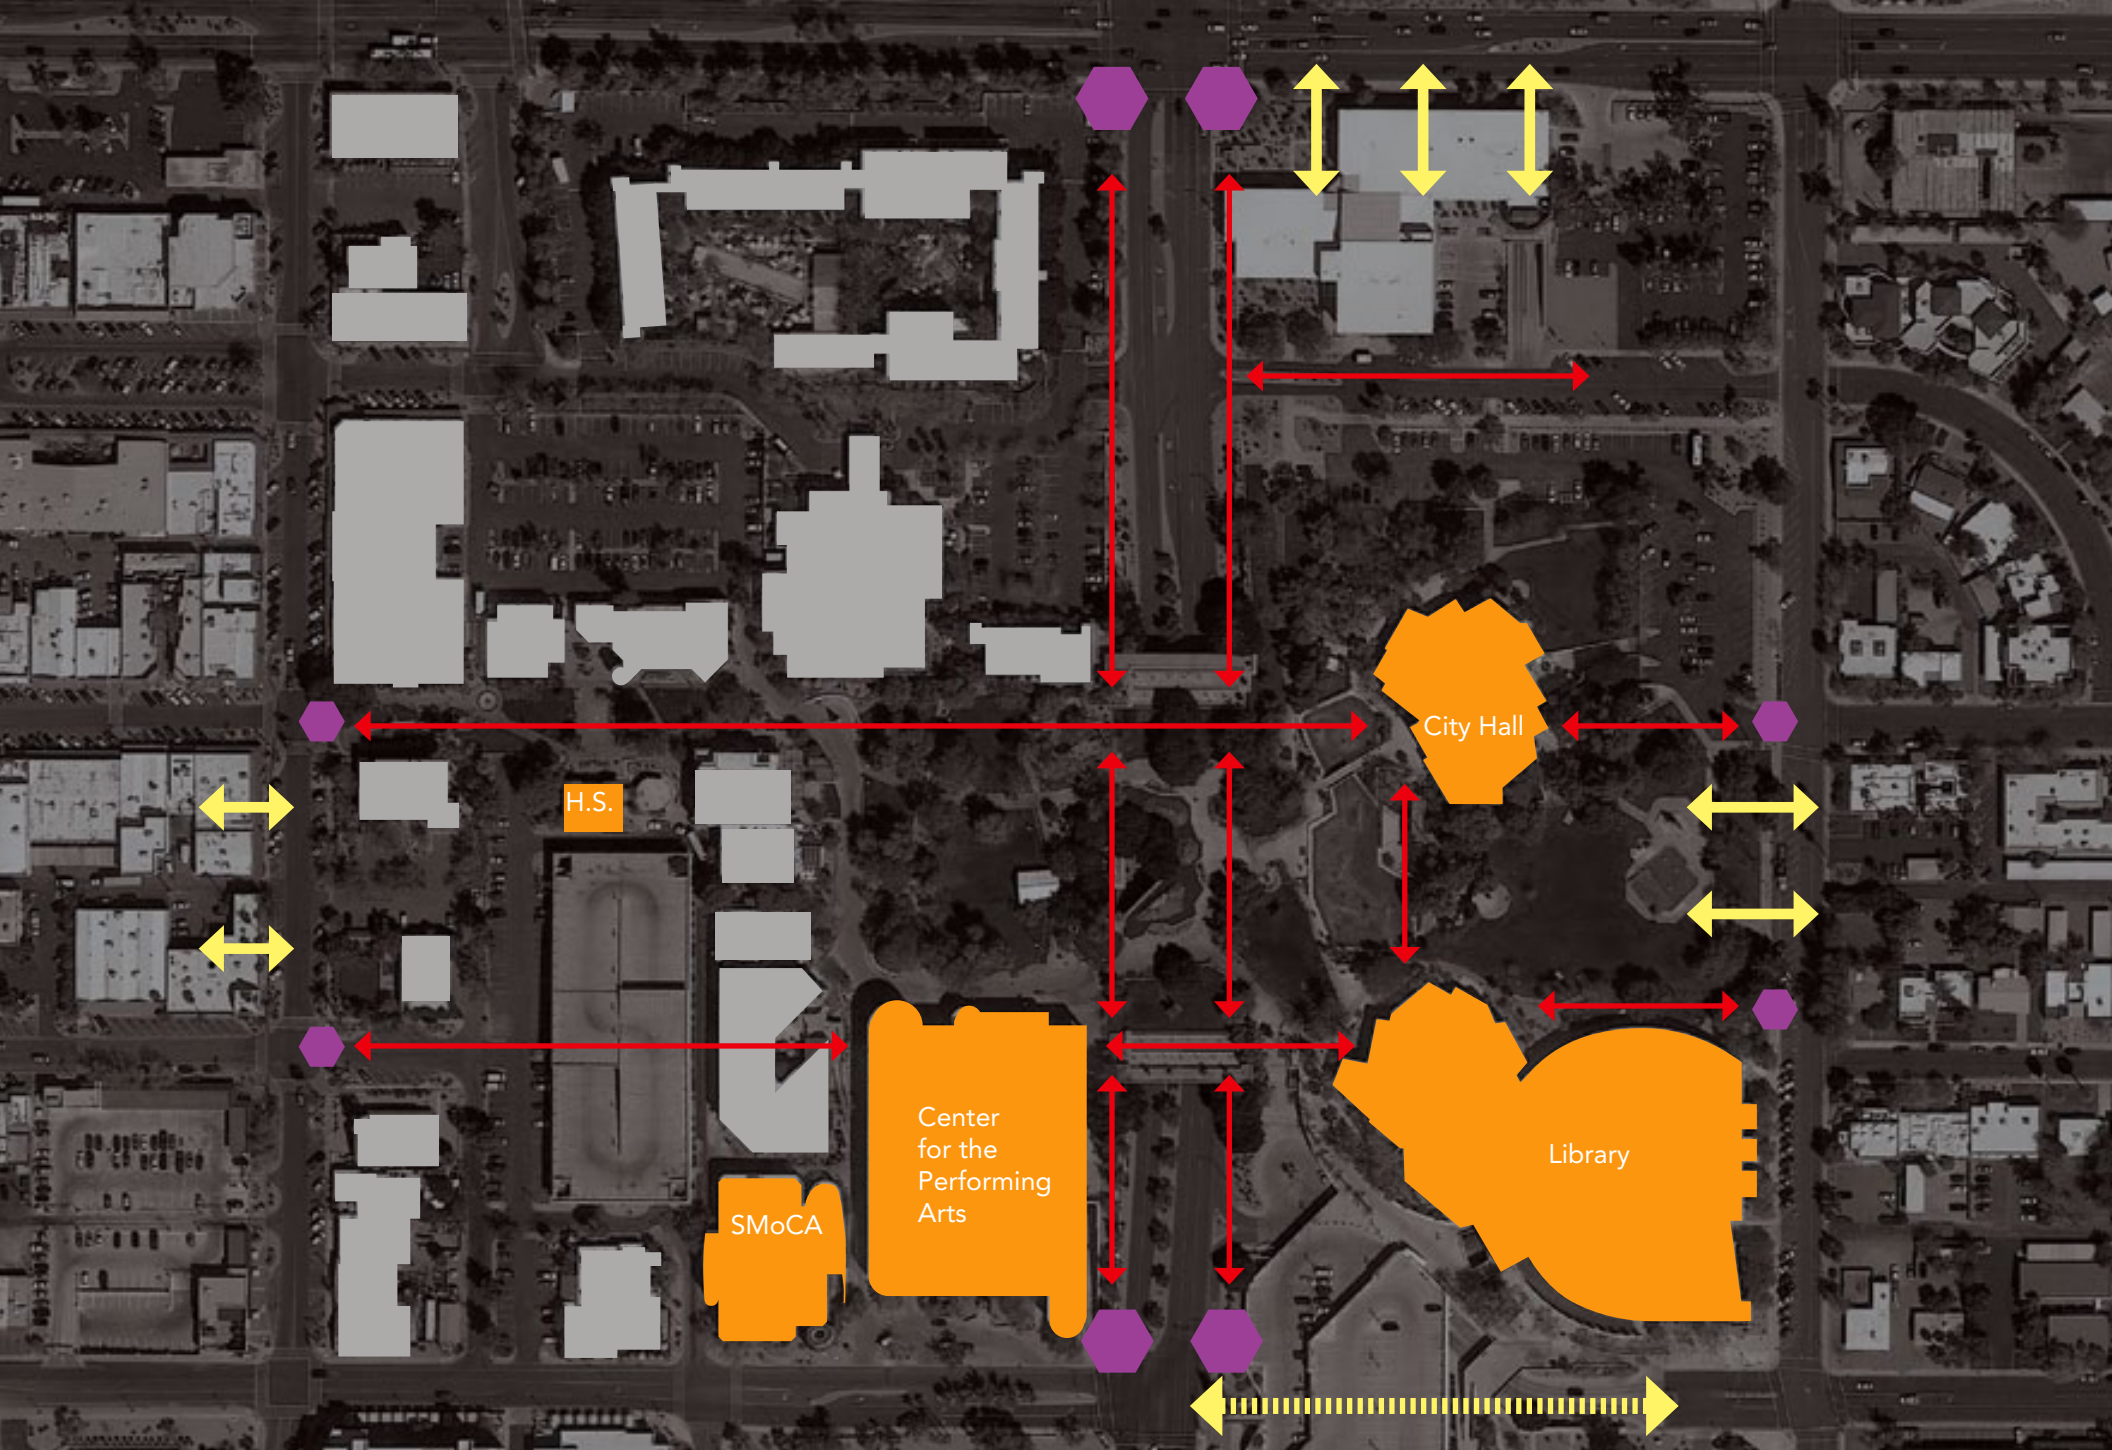 City Hall
H.S.
Center
for the
Performing
Arts
Library
SMoCA